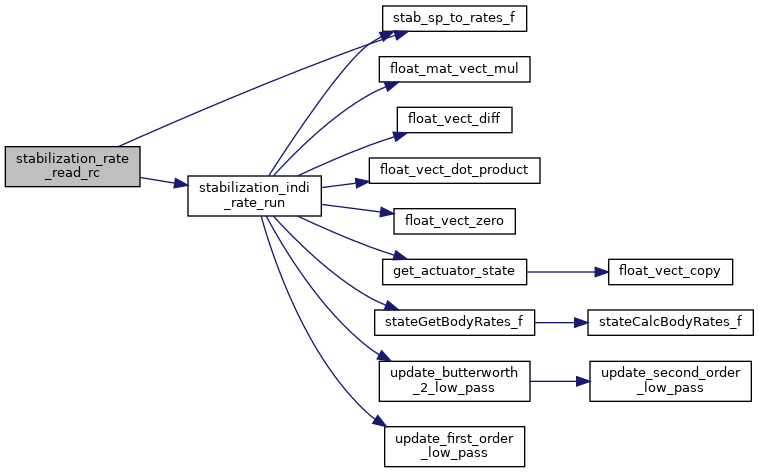 stabilization_rate
_read_rc
stabilization_indi
_rate_run
stab_sp_to_rates_f
float_mat_vect_mul
float_vect_diff
float_vect_dot_product
float_vect_zero
get_actuator_state
float_vect_copy
stateGetBodyRates_f
stateCalcBodyRates_f
update_butterworth
_2_low_pass
update_second_order
_low_pass
update_first_order
_low_pass